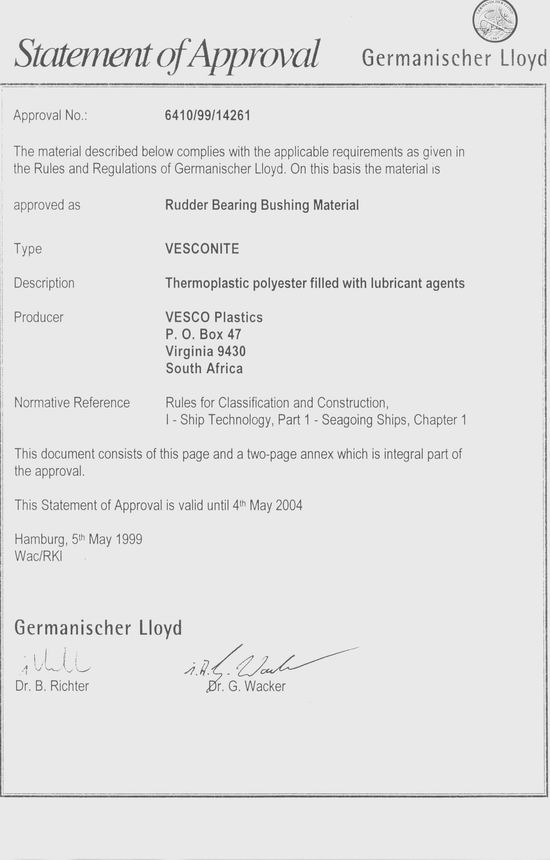 Statement of Approval
Germanischer Lloyd
Approval No.: 6410/99/14261
The material described below complies with the applicable requirements as given in
the Rules and Regulations of Germanischer Lloyd. On this basis the material is
approved as Rudder Bearing Bushing Material
Type VESCONITE
Description Thermoplastic polyester filled with lubricant agents
Producer VESCO Plastics
P. O. Box 47
Virginia 9430
South Africa
Normative Reference Rules for Classification and Construction,
I - Ship Technology, Part 1 - Seagoing Ships, Chapter 1
This document consists of this page and a two-page annex which is integral part of
the approval.
This Statement of Approval is valid until 4th May 2004
Hamburg, 5th May 1999
Wac/RKI
Germanischer Lloyd
Dr. B. Richter
Dr. G. Wacker